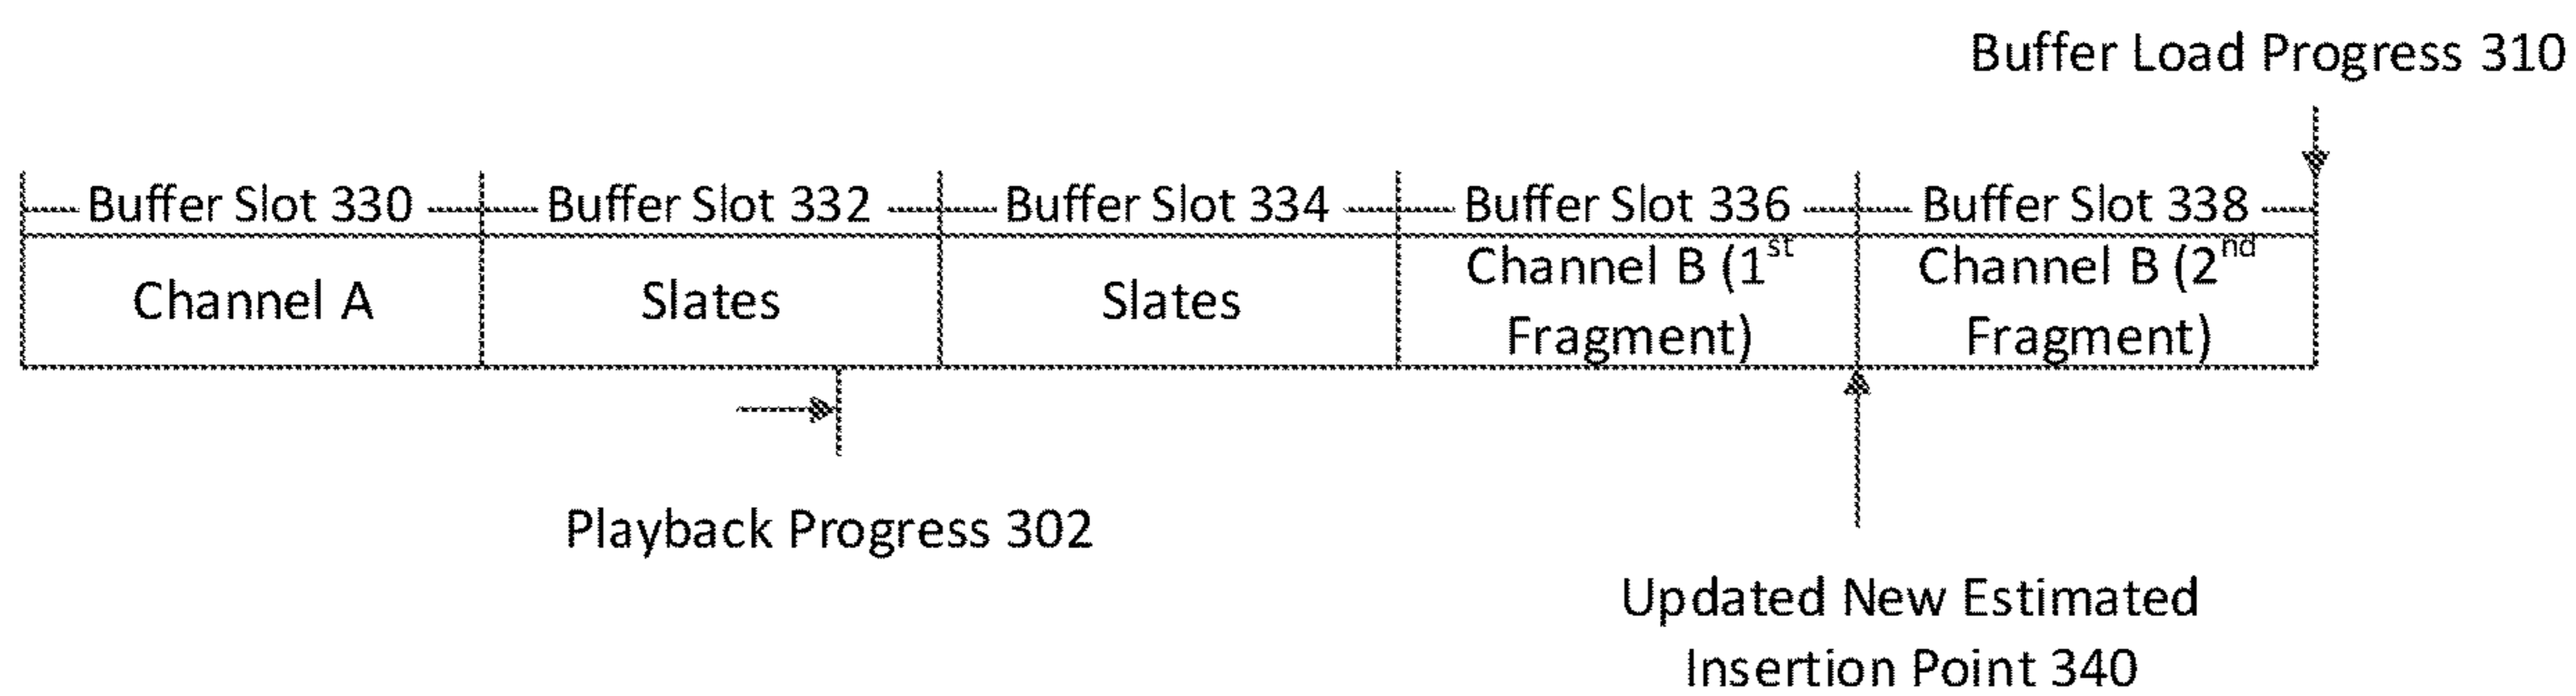 Buffer Load Progress 310
Buffer Slot 330
Buffer Slot 332
Buffer Slot 334
Buffer Slot 336
Buffer Slot 338
Channel A
Slates
Slates
Channel B (1st
Fragment)
Channel B (2nd
Fragment)
Playback Progress 302
Updated New Estimated
Insertion Point 340